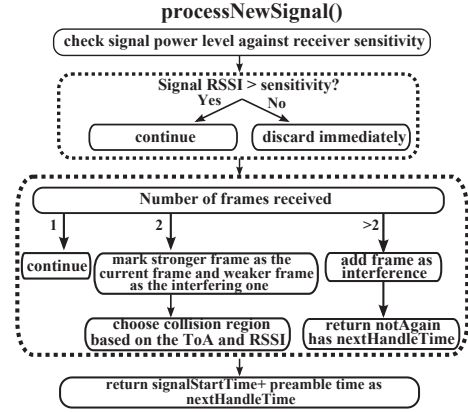 processNewSignal()
check signal power level against receiver sensitivity
Signal RSSI > sensitivity?
Yes
No
continue
discard immediately
Number of frames received
1
2
>2
continue
mark stronger frame as the
current frame and weaker frame
as the interfering one
add frame as
interference
choose collision region
based on the ToA and RSSI
return notAgain
has nextHandleTime
return signalStartTime+ preamble time as
nextHandleTime